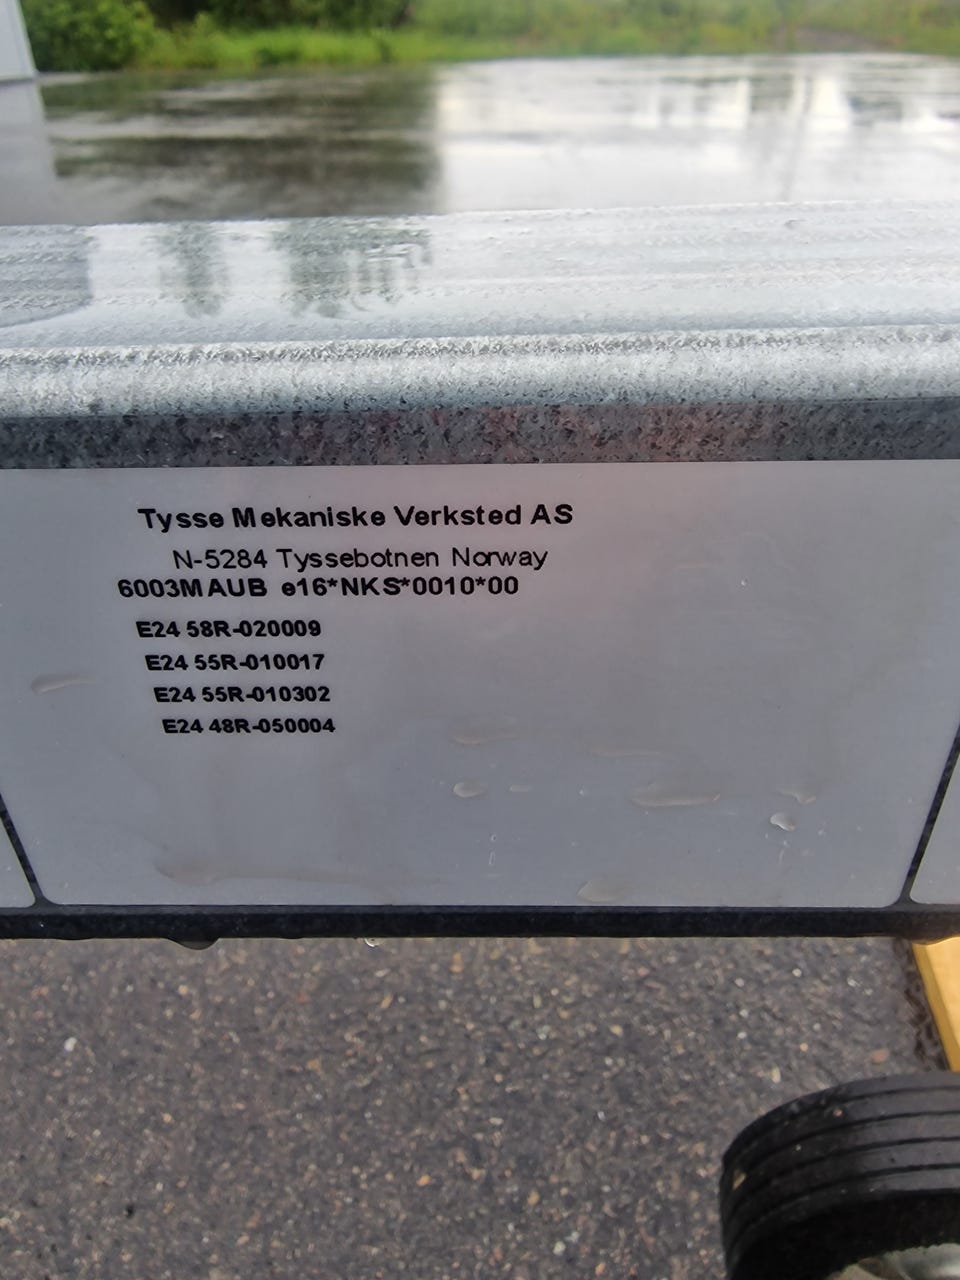 Tysse Mekaniske Verksted AS
N-5284 Tyssebotnen Norway
6003MAUB e16*NKS*0010*00
E24 58R-020009
E24 55R-010017
E24 55R-010302
E24 48R-050004